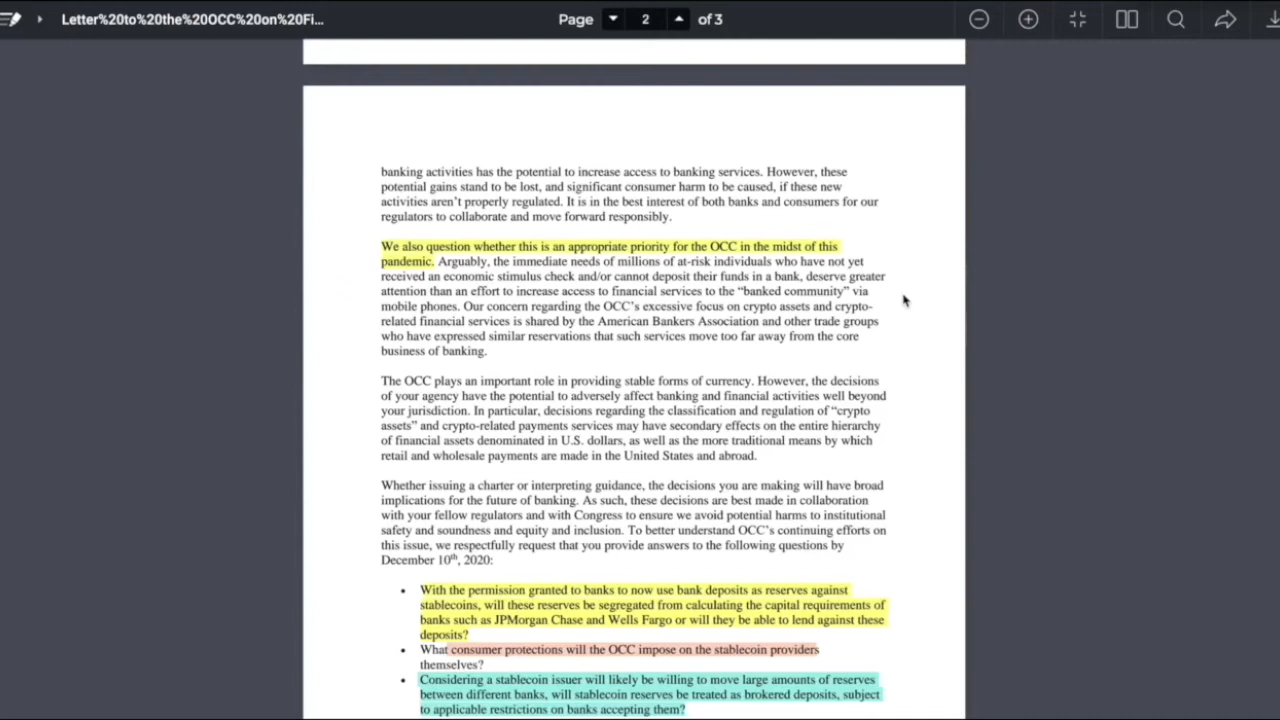 Letter%20to%20the%20OCC%20on%20Fi...
Page 2 of 3
banking activities has the potential to increase access to banking services. However, these
potential gains stand to be lost, and significant consumer harm to be caused, if these new
activities aren't properly regulated. It is in the best interest of both banks and consumers for our
regulators to collaborate and move forward responsibly.
We also question whether this is an appropriate priority for the OCC in the midst of this
pandemic. Arguably, the immediate needs of millions of at-risk individuals who have not yet
received an economic stimulus check and/or cannot deposit their funds in a bank, deserve greater
attention than an effort to increase access to financial services to the “banked community” via
mobile phones. Our concern regarding the OCC's excessive focus on crypto assets and crypto-
related financial services is shared by the American Bankers Association and other trade groups
who have expressed similar reservations that such services move too far away from the core
business of banking.
The OCC plays an important role in providing stable forms of currency. However, the decisions
of your agency have the potential to adversely affect banking and financial activities well beyond
your jurisdiction. In particular, decisions regarding the classification and regulation of “crypto
assets” and crypto-related payments services may have secondary effects on the entire hierarchy
of financial assets denominated in U.S. dollars, as well as the more traditional means by which
retail and wholesale payments are made in the United States and abroad.
Whether issuing a charter or interpreting guidance, the decisions you are making will have broad
implications for the future of banking. As such, these decisions are best made in collaboration
with your fellow regulators and with Congress to ensure we avoid potential harms to institutional
safety and soundness and equity and inclusion. To better understand OCC's continuing efforts on
this issue, we respectfully request that you provide answers to the following questions by
December 10th, 2020:
• With the permission granted to banks to now use bank deposits as reserves against
stablecoins, will these reserves be segregated from calculating the capital requirements of
banks such as JPMorgan Chase and Wells Fargo or will they be able to lend against these
deposits?
• What consumer protections will the OCC impose on the stablecoin providers
themselves?
• Considering a stablecoin issuer will likely be willing to move large amounts of reserves
between different banks, will stablecoin reserves be treated as brokered deposits, subject
to applicable restrictions on banks accepting them?